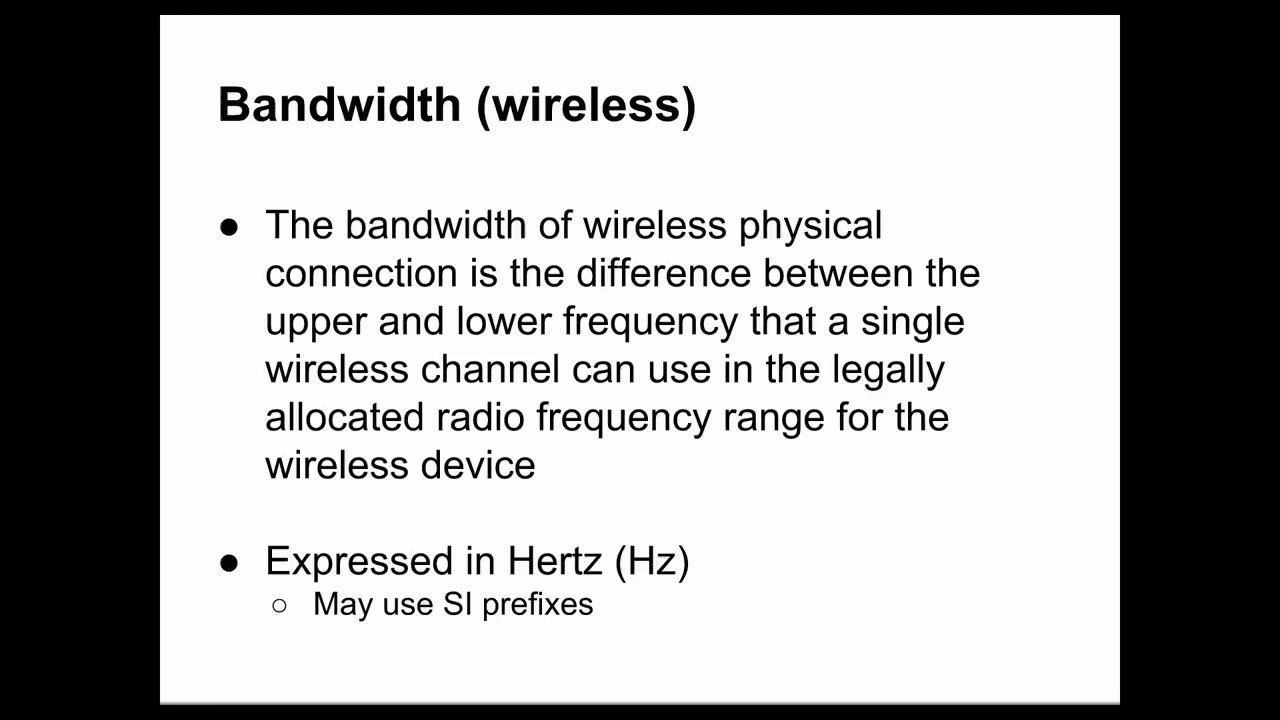 Bandwidth (wireless)
● The bandwidth of wireless physical
connection is the difference between the
upper and lower frequency that a single
wireless channel can use in the legally
allocated radio frequency range for the
wireless device
● Expressed in Hertz (Hz)
○ May use SI prefixes